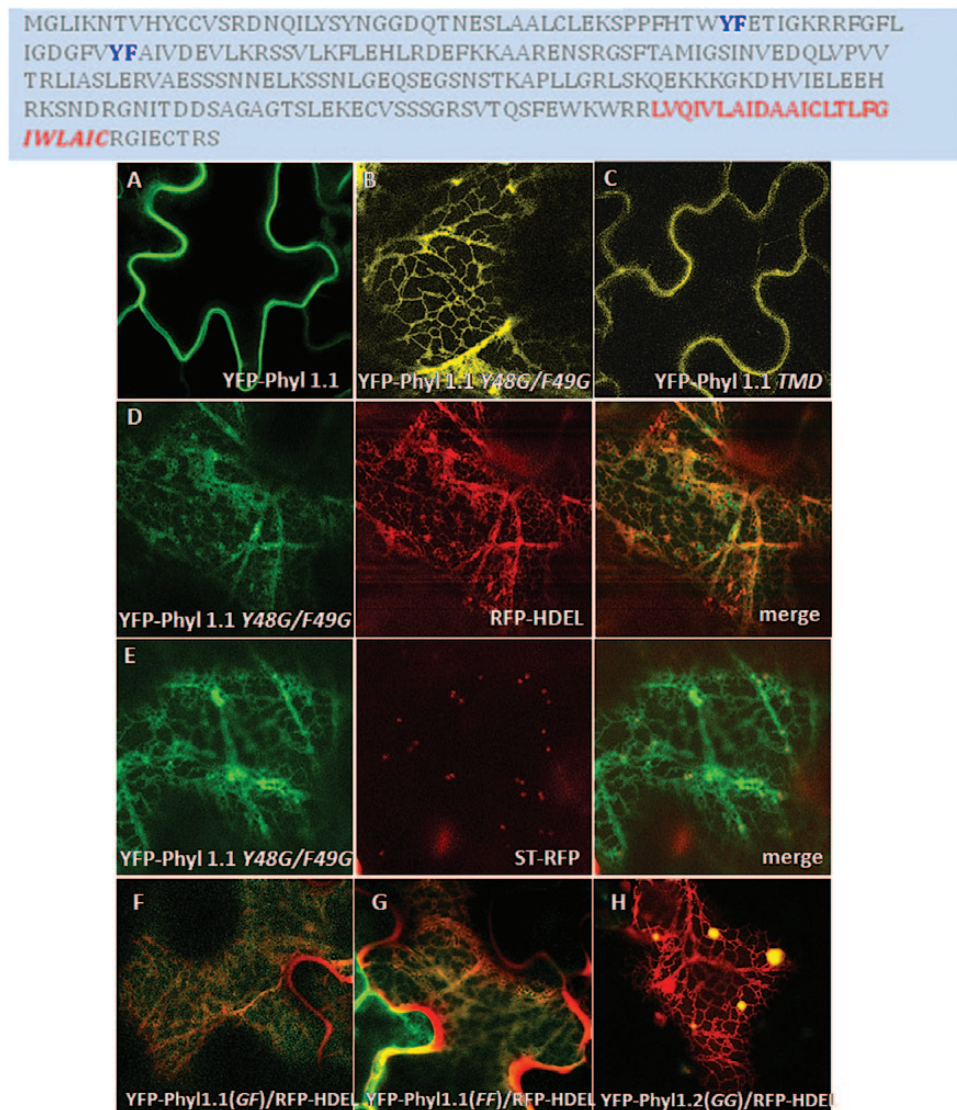 MGLIKNTVHYCCVSRDNQILYSYNGGDQTNESLAALCLEKSPPFHTWYFETIGKRRFGFL
IGDGFVYFAIVDEVLKRSSVLKFLEHLRDEFKKAARENSRGSFTAMIGSINVEDQLVPVV
TRLIASLERVAESSSNNELKSSNLGEQSEGSNSTKAPLLGRLSKQEKKKGKDHVIELEEH
RKSNDRGNITDDSAGAGTSLEKECVSSSGRSVTQSFEWKWRRLVQIVLAIDAAICLTLFG
IWLAICRGIECTRS
A
YFP-Phyl 1.1
B
YFP-Phyl 1.1 Y48G/F49G
C
YFP-Phyl 1.1 TMD
D
YFP-Phyl 1.1 Y48G/F49G
RFP-HDEL
merge
E
YFP-Phyl 1.1 Y48G/F49G
ST-RFP
merge
F
YFP-Phyl1.1(GF)/RFP-HDEL
G
YFP-Phyl1.1(FF)/RFP-HDEL
H
YFP-Phyl1.2(GG)/RFP-HDEL